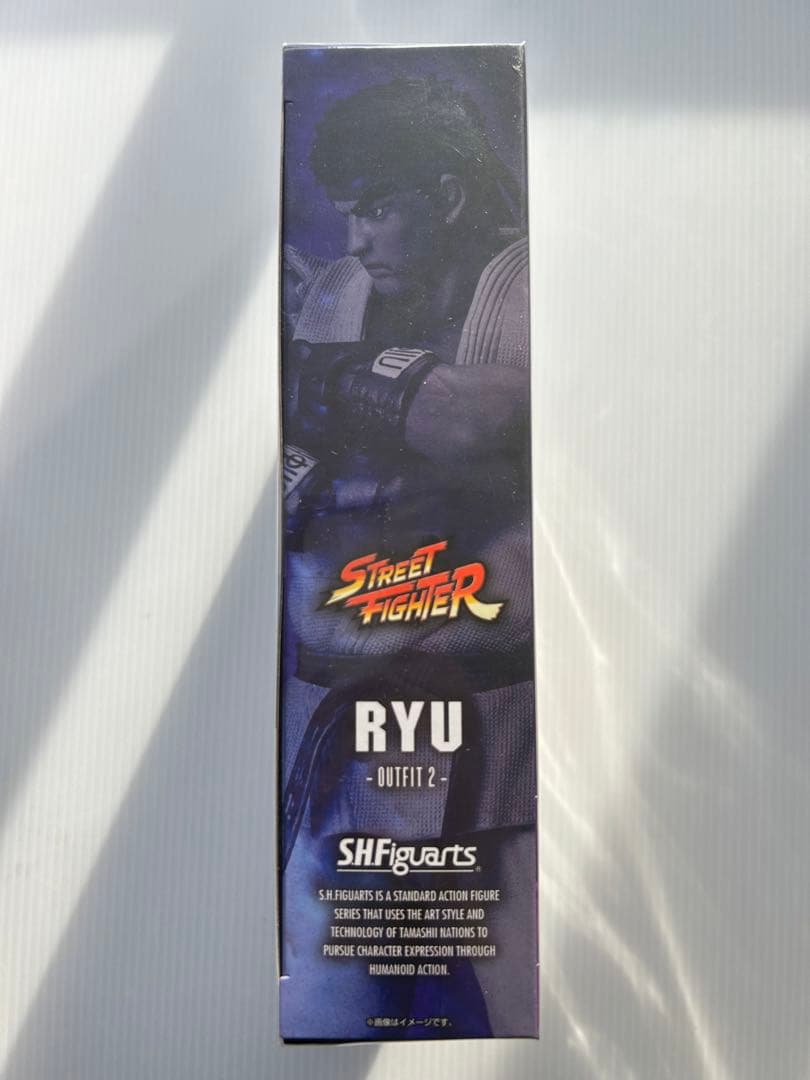 STREET
FIGHTER
RYU
- OUTFIT 2 -
S.H.Figuarts®
S.H.FIGUARTS IS A STANDARD ACTION FIGURE
SERIES THAT USES THE ART STYLE AND
TECHNOLOGY OF TAMASHII NATIONS TO
PURSUE CHARACTER EXPRESSION THROUGH
HUMANOID ACTION.
※画像はイメージです。